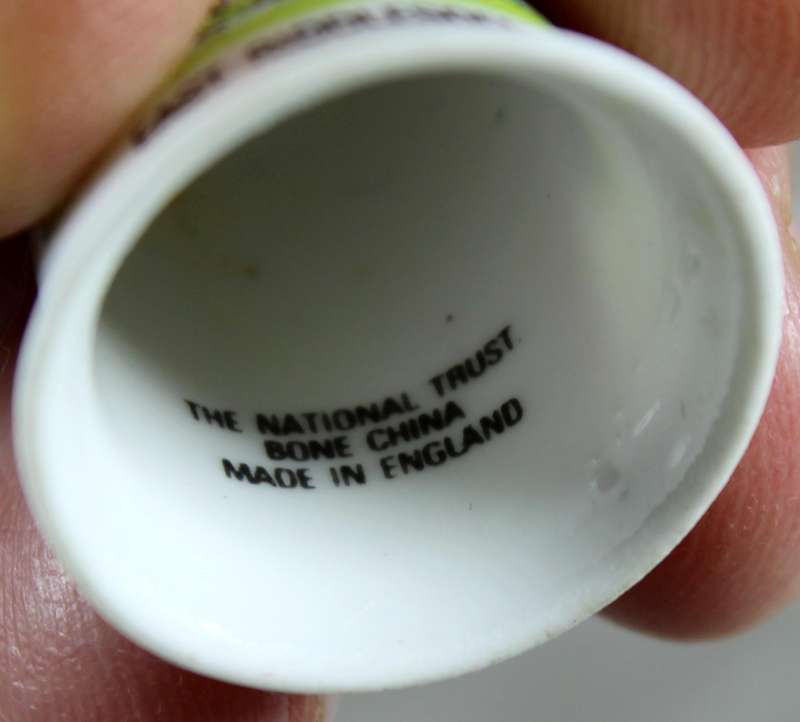 THE NATIONAL TRUST
BONE CHINA
MADE IN ENGLAND